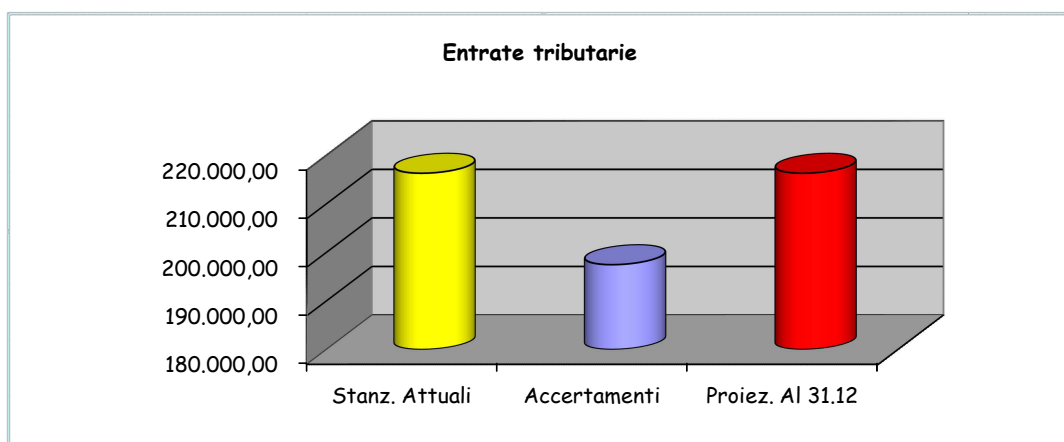 Entrate tributarie
220.000,00
210.000,00
200.000,00
190.000,00
180.000,00
Stanz. Attuali
Accertamenti
Proiez. Al 31.12